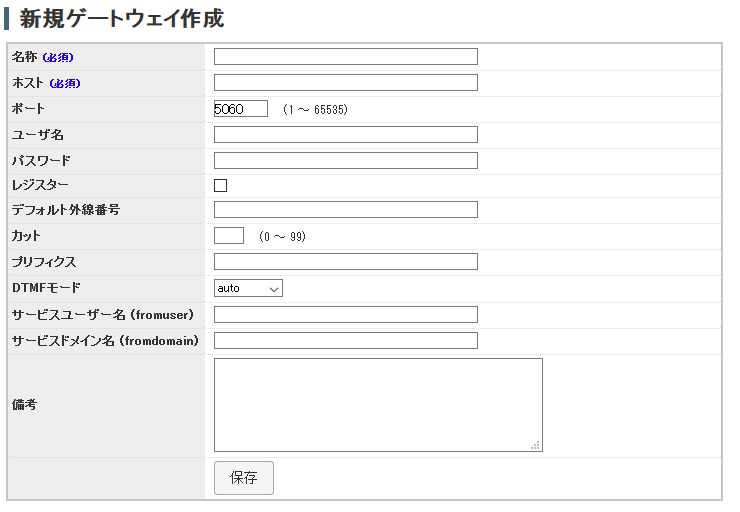 新規ゲートウェイ作成
名称 (必須)
ホスト (必須)
ポート 5060 (1 ～ 65535)
ユーザ名
パスワード
レジスター
デフォルト外線番号
カット (0 ～ 99)
プリフィクス
DTMFモード auto
サービスユーザー名 (fromuser)
サービスドメイン名 (fromdomain)
備考
保存